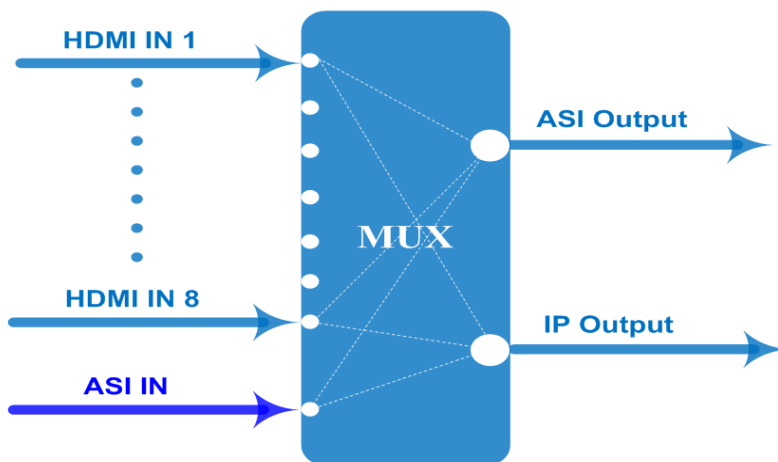 HDMI IN 1
ASI Output
MUX
HDMI IN 8
IP Output
ASI IN